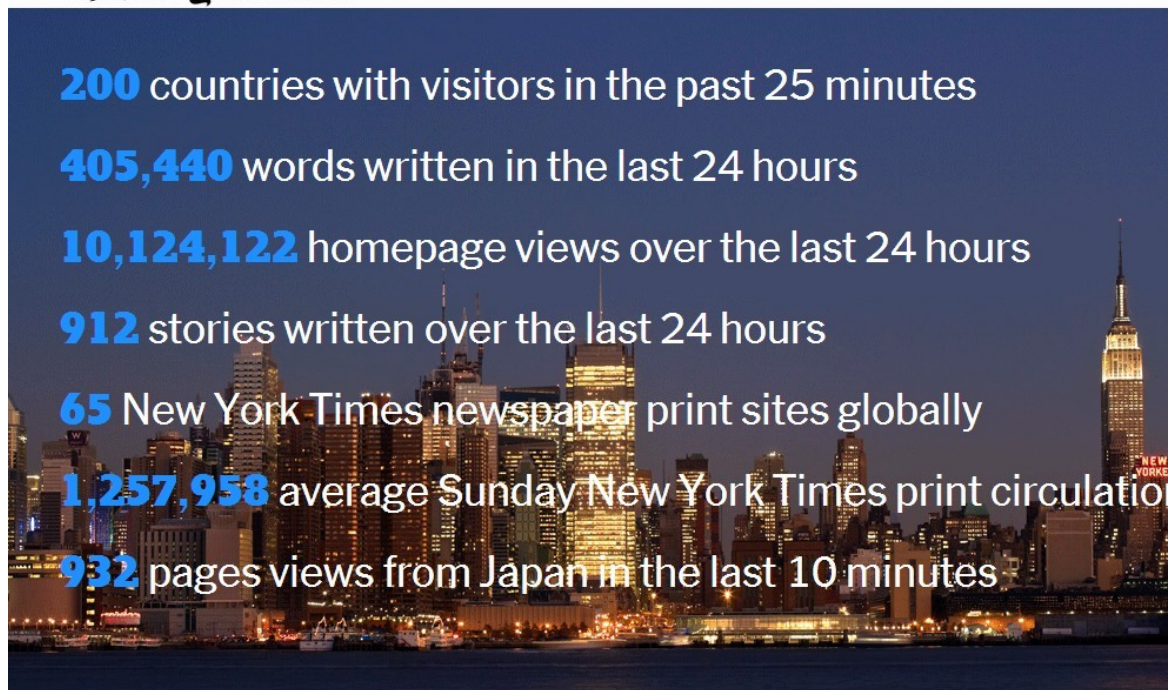 200 countries with visitors in the past 25 minutes
405,440 words written in the last 24 hours
10,124,122 homepage views over the last 24 hours
912 stories written over the last 24 hours
65 New York Times newspaper print sites globally
NEW
YORKE
1,257,958 average Sunday New York Times print circulation
932 pages views from Japan in the last 10 minutes